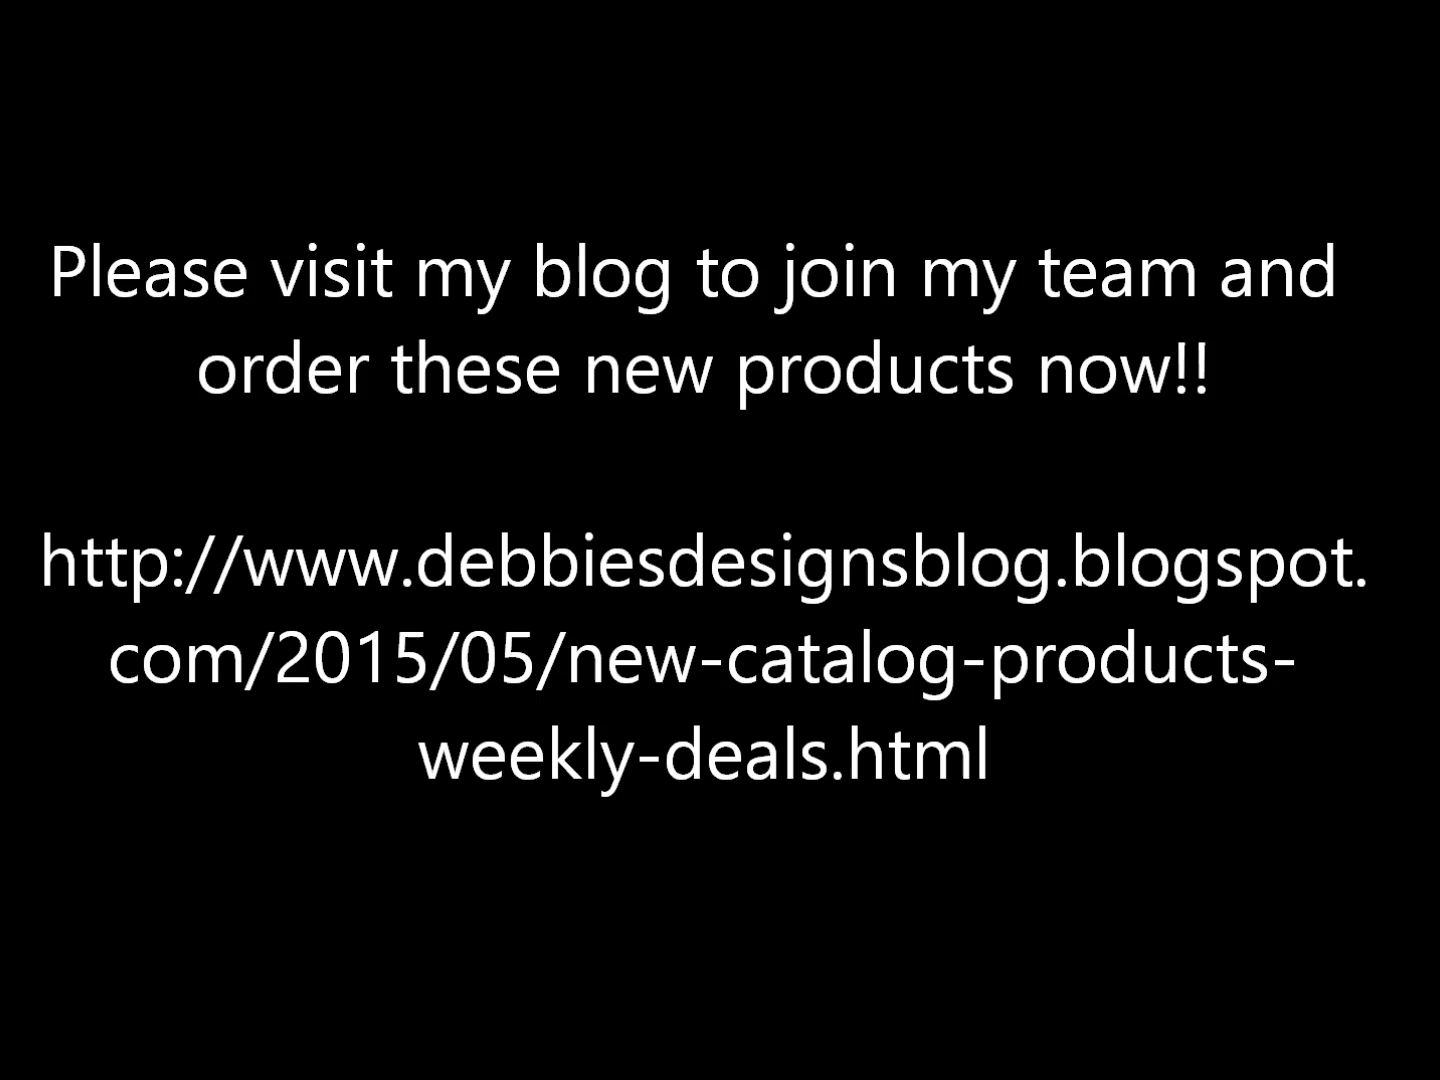 Please visit my blog to join my team and
order these new products now!!
http://www.debbiesdesignsblog.blogspot.
com/2015/05/new-catalog-products-
weekly-deals.html